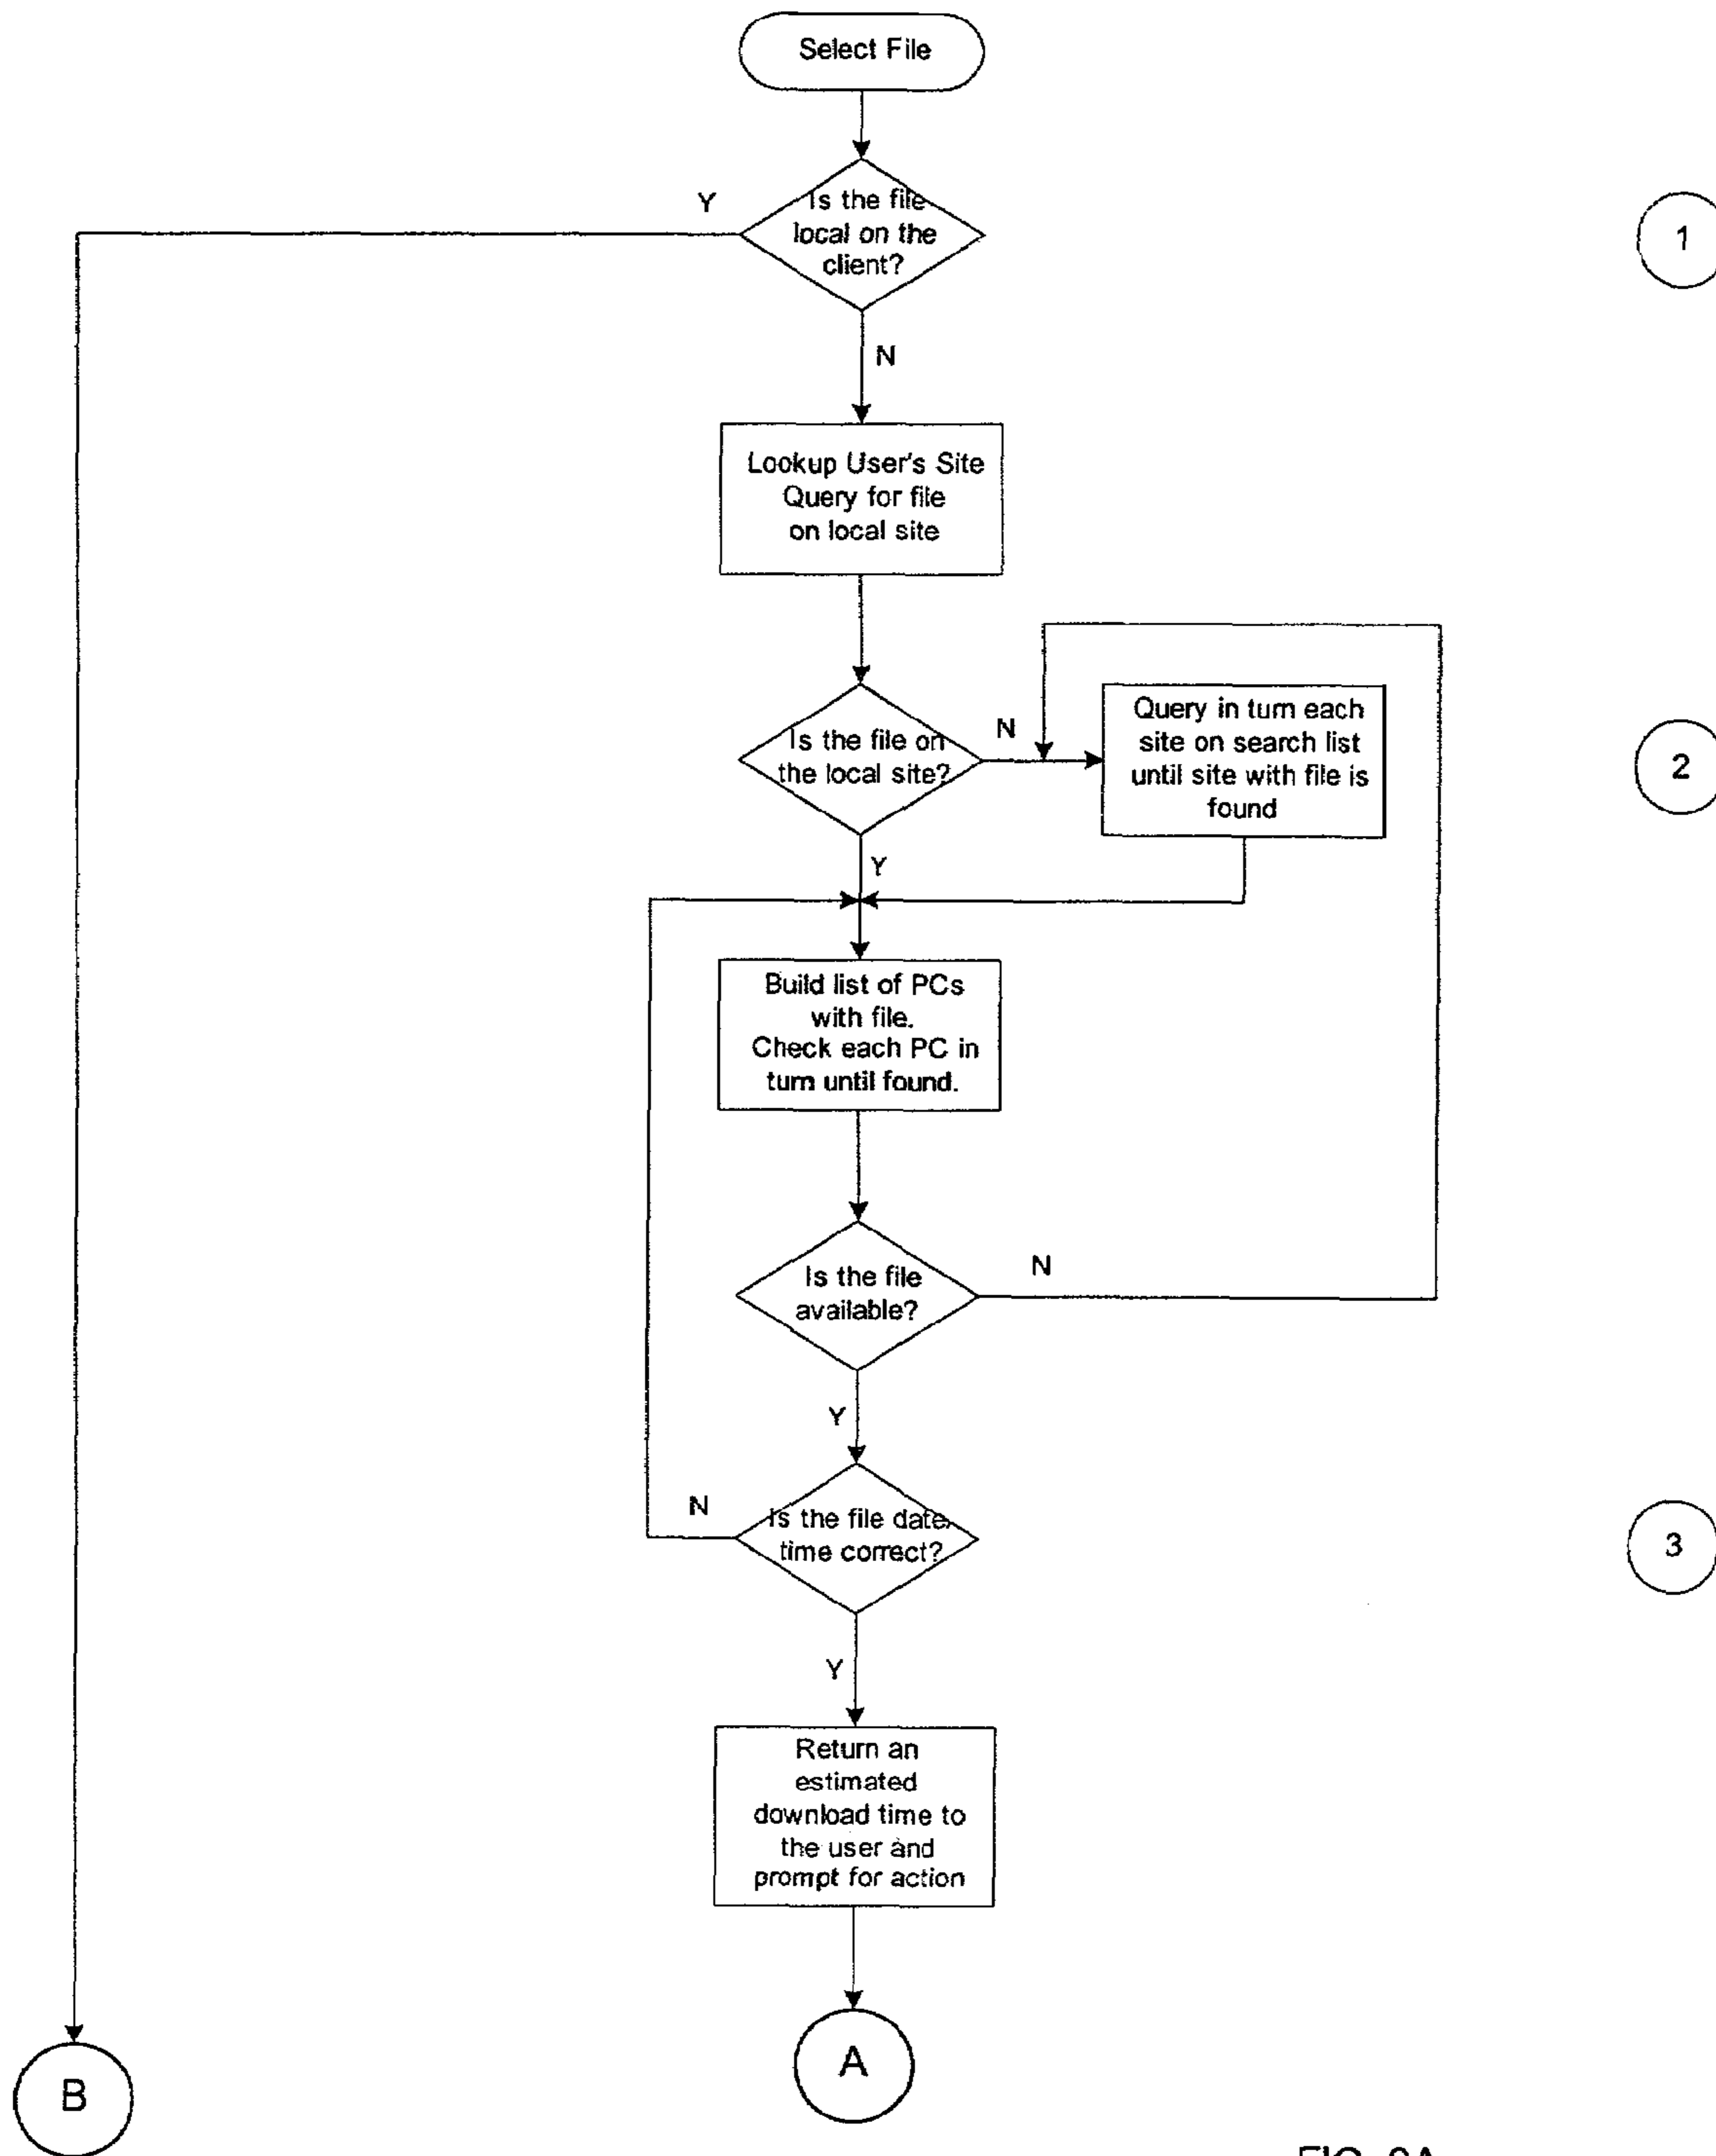 Select File
Y
Is the file
local on the
client?
1
N
Lookup User's Site
Query for file
on local site
Is the file on
the local site?
N
Query in turn each
site on search list
until site with file is
found
2
Y
Build list of PCs
with file.
Check each PC in
turn until found.
Is the file
available?
N
Y
N
Is the file date
time correct?
3
Y
Return an
estimated
download time to
the user and
prompt for action
B
A